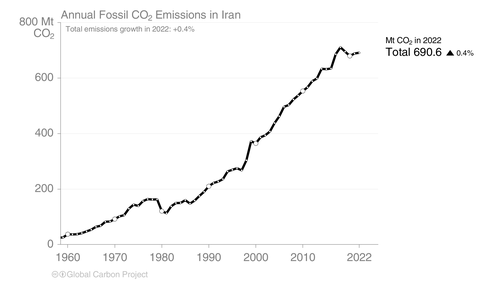 Annual Fossil CO₂ Emissions in Iran
800 Mt
CO₂
Total emissions growth in 2022: +0.4%
Mt CO₂ in 2022
Total 690.6 ▲ 0.4%
600
400
200
0
1960 1970 1980 1990 2000 2010 2022
Global Carbon Project